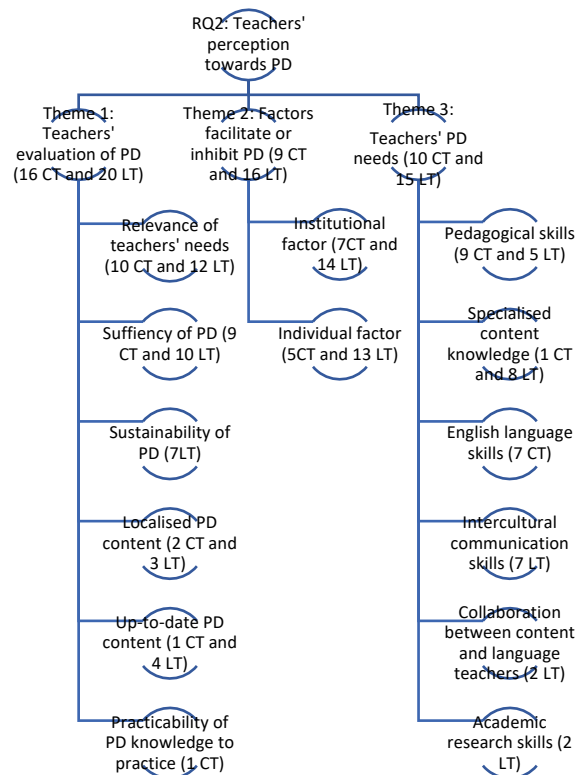 RQ2: Teachers'
perception
towards PD
Theme 1:
Teachers'
evaluation of PD
(16 CT and 20 LT)
Relevance of
teachers' needs
(10 CT and 12 LT)
Suffiency of PD (9
CT and 10 LT)
Sustainability of
PD (7LT)
Localised PD
content (2 CT and
3 LT)
Up-to-date PD
content (1 CT and
4 LT)
Practicability of
PD knowledge to
practice (1 CT)
Theme 2: Factors
facilitate or
inhibit PD (9 CT
and 16 LT)
Institutional
factor (7CT and
14 LT)
Individual factor
(5CT and 13 LT)
Theme 3:
Teachers' PD
needs (10 CT and
15 LT)
Pedagogical skills
(9 CT and 5 LT)
Specialised
content
knowledge (1 CT
and 8 LT)
English language
skills (7 CT)
Intercultural
communication
skills (7 LT)
Collaboration
between content
and language
teachers (2 LT)
Academic
research skills (2
LT)